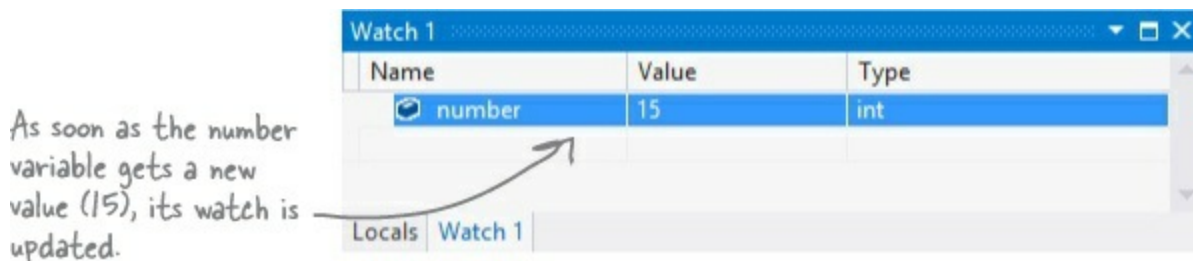 Watch 1
Name Value Type
number 15 int
As soon as the number
variable gets a new
value (15), its watch is
updated.
Locals Watch 1